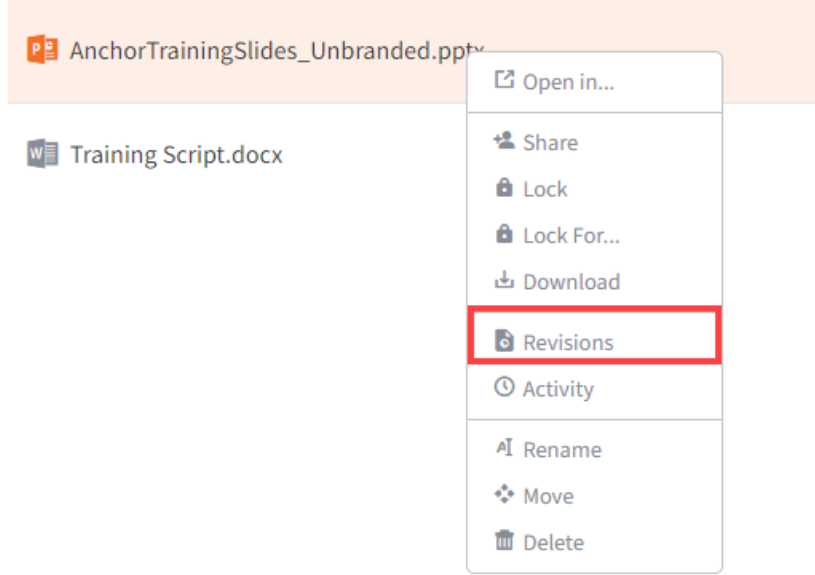 AnchorTrainingSlides_Unbranded.pptx
Training Script.docx
Open in...
Share
Lock
Lock For...
Download
Revisions
Activity
Rename
Move
Delete